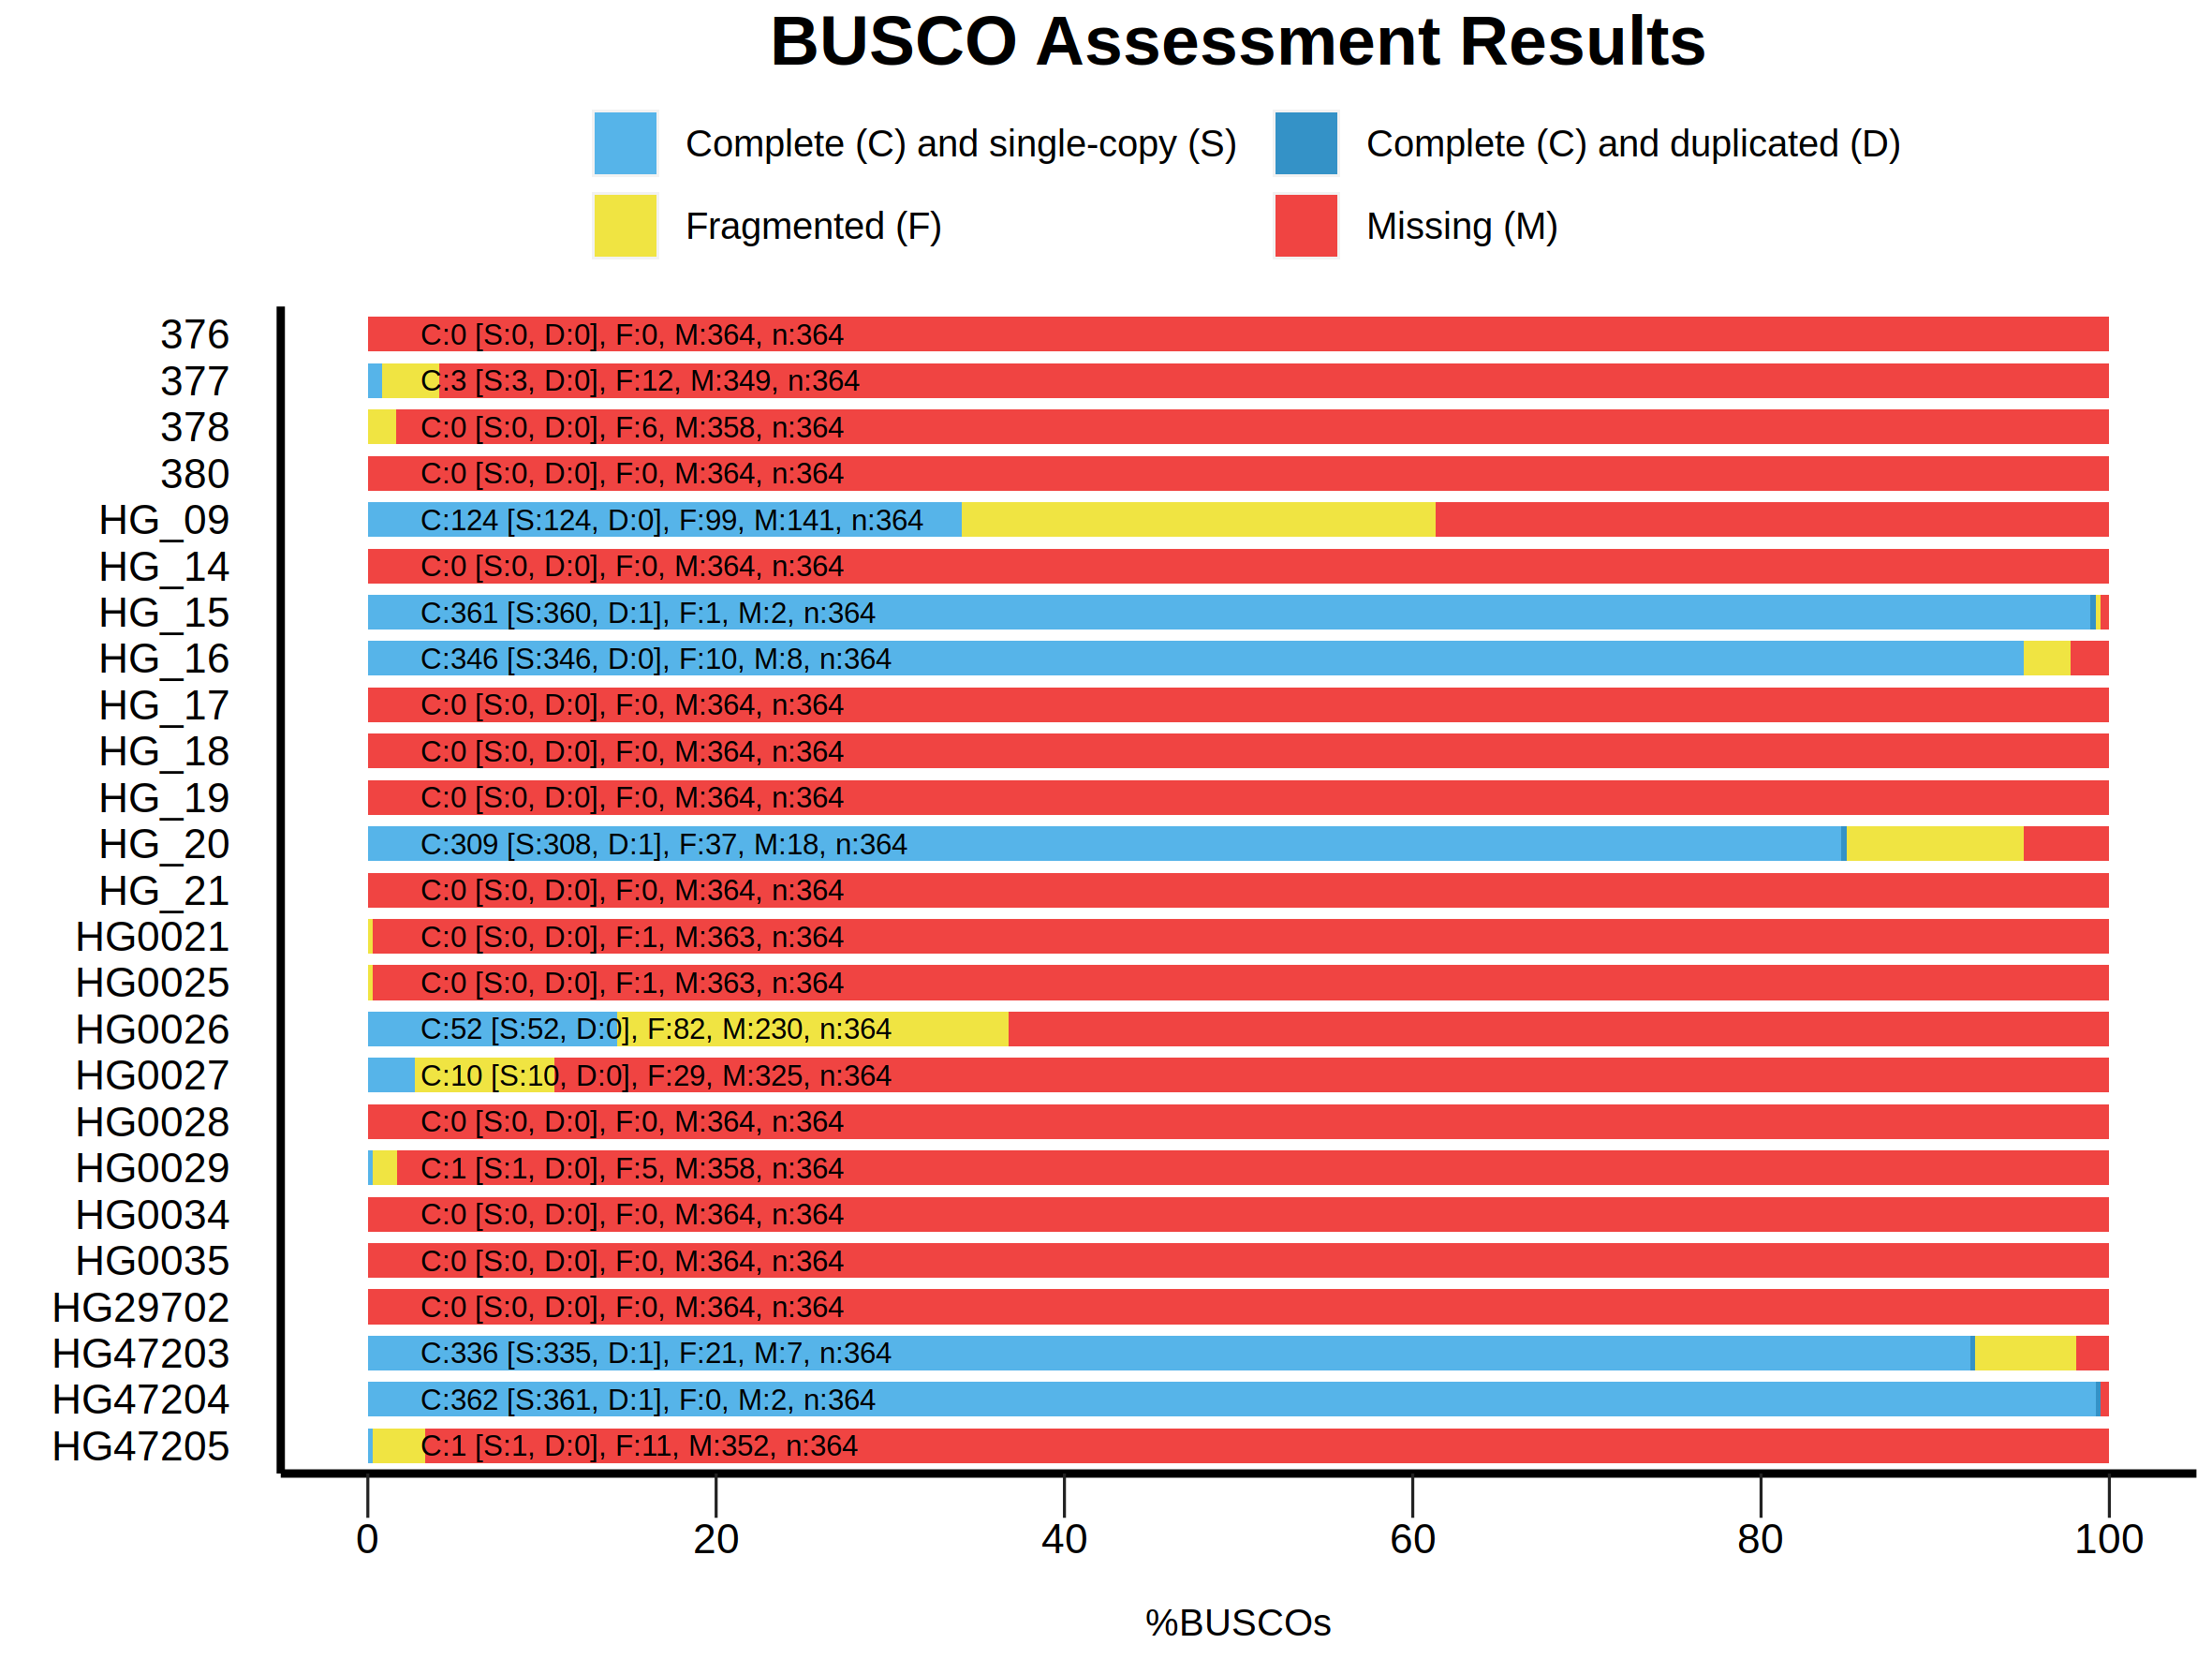 BUSCO Assessment Results
Complete (C) and single-copy (S) Complete (C) and duplicated (D)
Fragmented (F) Missing (M)
376 C:0 [S:0, D:0], F:0, M:364, n:364
377 C:3 [S:3, D:0], F:12, M:349, n:364
378 C:0 [S:0, D:0], F:6, M:358, n:364
380 C:0 [S:0, D:0], F:0, M:364, n:364
HG_09 C:124 [S:124, D:0], F:99, M:141, n:364
HG_14 C:0 [S:0, D:0], F:0, M:364, n:364
HG_15 C:361 [S:360, D:1], F:1, M:2, n:364
HG_16 C:346 [S:346, D:0], F:10, M:8, n:364
HG_17 C:0 [S:0, D:0], F:0, M:364, n:364
HG_18 C:0 [S:0, D:0], F:0, M:364, n:364
HG_19 C:0 [S:0, D:0], F:0, M:364, n:364
HG_20 C:309 [S:308, D:1], F:37, M:18, n:364
HG_21 C:0 [S:0, D:0], F:0, M:364, n:364
HG0021 C:0 [S:0, D:0], F:1, M:363, n:364
HG0025 C:0 [S:0, D:0], F:1, M:363, n:364
HG0026 C:52 [S:52, D:0], F:82, M:230, n:364
HG0027 C:10 [S:10, D:0], F:29, M:325, n:364
HG0028 C:0 [S:0, D:0], F:0, M:364, n:364
HG0029 C:1 [S:1, D:0], F:5, M:358, n:364
HG0034 C:0 [S:0, D:0], F:0, M:364, n:364
HG0035 C:0 [S:0, D:0], F:0, M:364, n:364
HG29702 C:0 [S:0, D:0], F:0, M:364, n:364
HG47203 C:336 [S:335, D:1], F:21, M:7, n:364
HG47204 C:362 [S:361, D:1], F:0, M:2, n:364
HG47205 C:1 [S:1, D:0], F:11, M:352, n:364
0 20 40 60 80 100
%BUSCOs